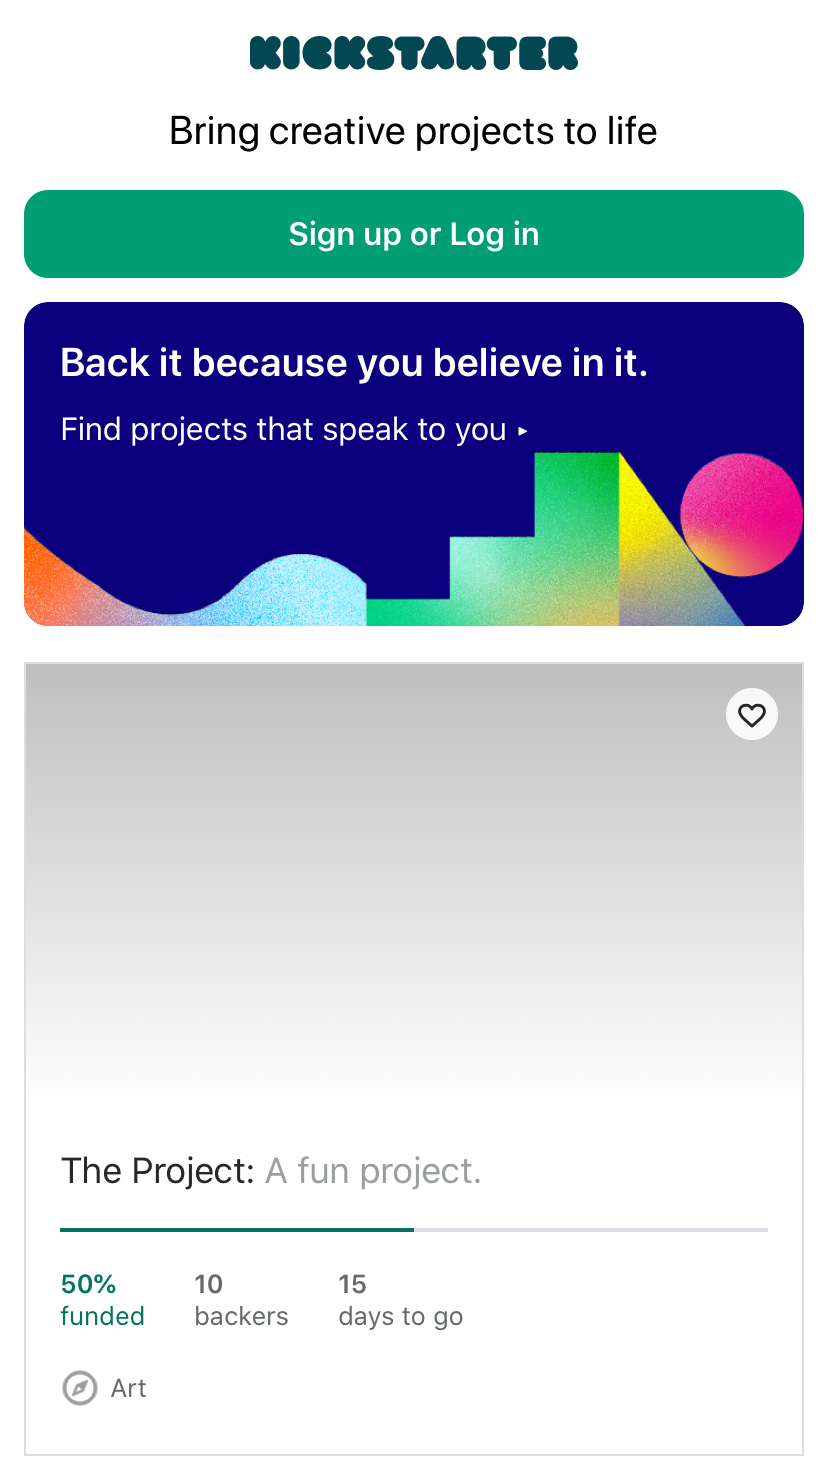 KICKSTARTER
Bring creative projects to life
Sign up or Log in
Back it because you believe in it.
Find projects that speak to you ▸
The Project: A fun project.
50% 10 15
funded backers days to go
Art